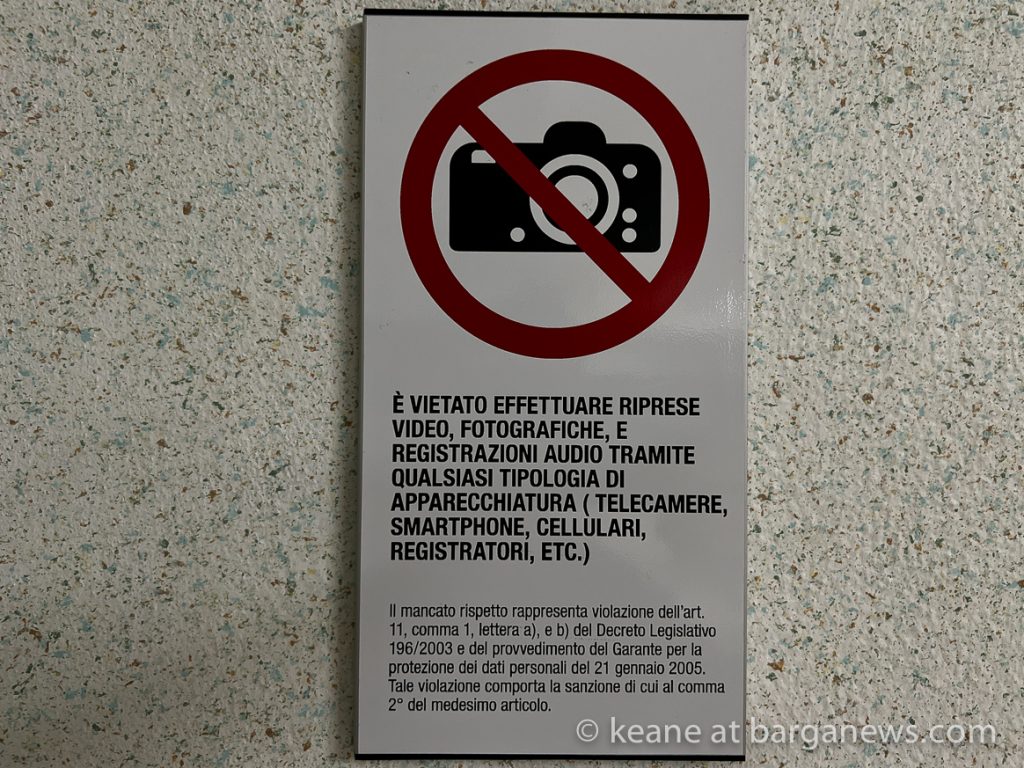 È VIETATO EFFETTUARE RIPRESE
VIDEO, FOTOGRAFICHE, E
REGISTRAZIONI AUDIO TRAMITE
QUALSIASI TIPOLOGIA DI
APPARECCHIATURA ( TELECAMERE,
SMARTPHONE, CELLULARI,
REGISTRATORI, ETC.)
Il mancato rispetto rappresenta violazione dell'art.
11, comma 1, lettera a), e b) del Decreto Legislativo
196/2003 e del provvedimento del Garante per la
protezione dei dati personali del 21 gennaio 2005.
Tale violazione comporta la sanzione di cui al comma
2° del medesimo articolo.
© keane at barganews.com